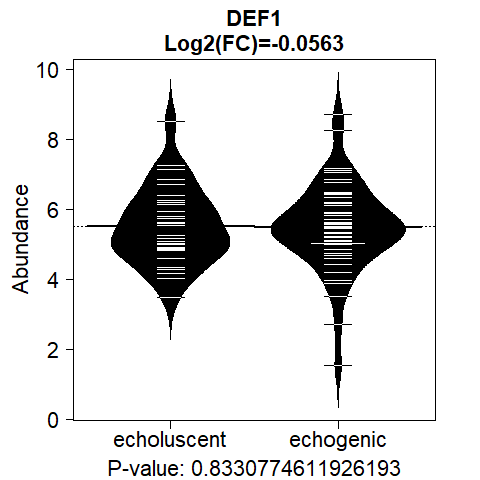 DEF1
Log2(FC)=-0.0563
Abundance
10
8
6
4
2
0
echoluscent echogenic
P-value: 0.8330774611926193